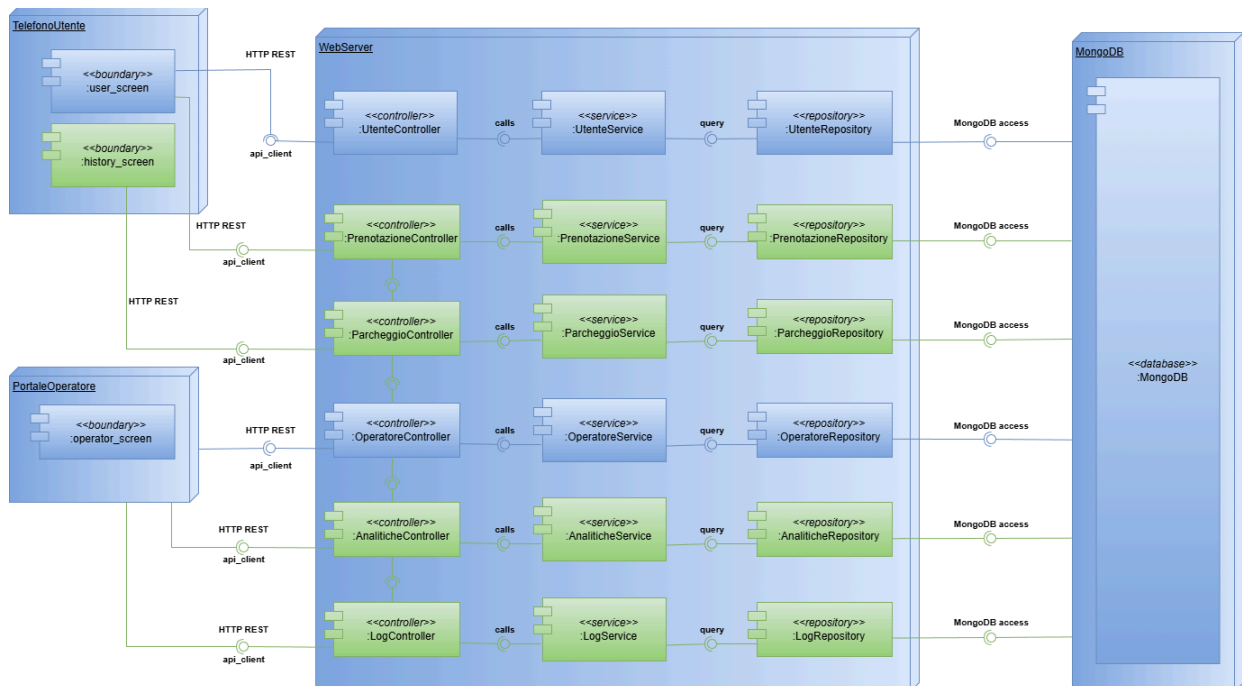 TelefonoUtente
<<boundary>>
:user_screen
<<boundary>>
:history_screen
HTTP REST
api_client
HTTP REST
api_client
HTTP REST
api_client
PortaleOperatore
<<boundary>>
:operator_screen
HTTP REST
api_client
HTTP REST
api_client
HTTP REST
api_client
WebServer
<<controller>>
:UtenteController
calls
<<service>>
:UtenteService
query
<<repository>>
:UtenteRepository
MongoDB access
<<controller>>
:PrenotazioneController
calls
<<service>>
:PrenotazioneService
query
<<repository>>
:PrenotazioneRepository
MongoDB access
<<controller>>
:ParcheggioController
calls
<<service>>
:ParcheggioService
query
<<repository>>
:ParcheggioRepository
MongoDB access
<<controller>>
:OperatoreController
calls
<<service>>
:OperatoreService
query
<<repository>>
:OperatoreRepository
MongoDB access
<<controller>>
:AnaliticheController
calls
<<service>>
:AnaliticheService
query
<<repository>>
:AnaliticheRepository
MongoDB access
<<controller>>
:LogController
calls
<<service>>
:LogService
query
<<repository>>
:LogRepository
MongoDB access
MongoDB
<<database>>
:MongoDB